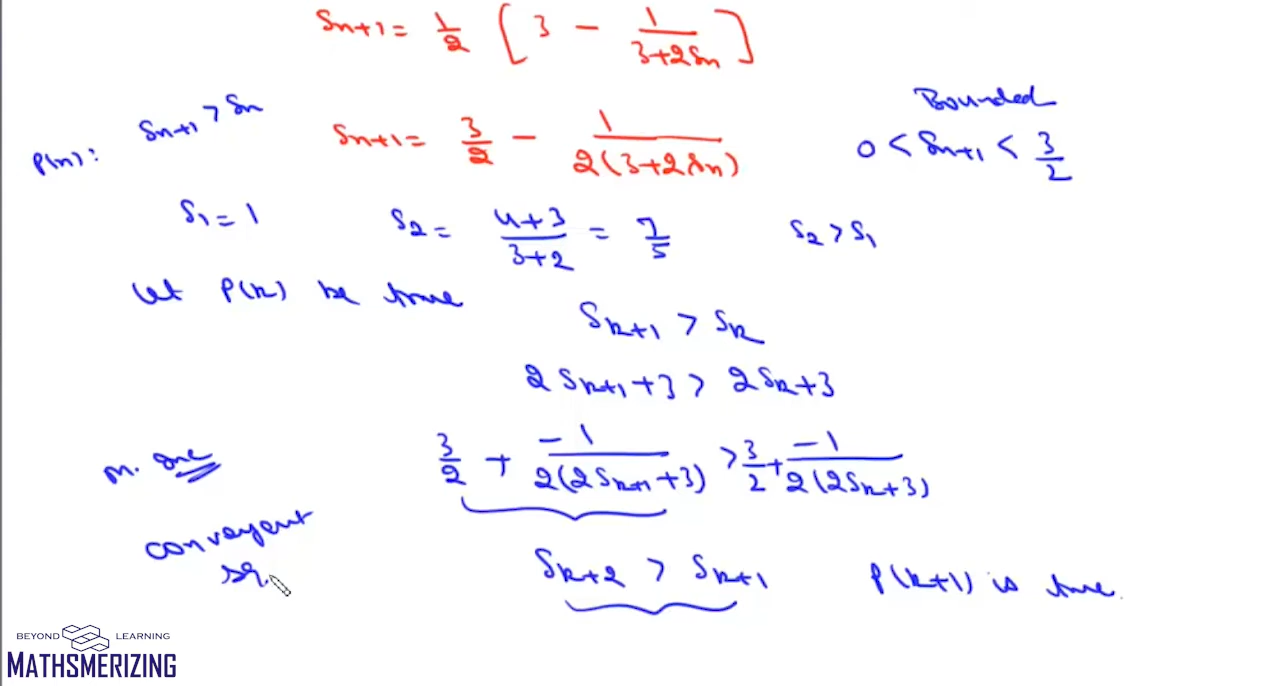 Sn+1 = 1/2 [ 3 − 1/(3+2Sn) ]
Bounded
P(n): Sn+1 > Sn
Sn+1 = 3/2 − 1/(2(3+2Sn))
0 < Sn+1 < 3/2
S1 = 1
S2 = (4+3)/(3+2) = 7/5
S2 > S1
Let P(k) be true
Sk+1 > Sk
2Sk+1 + 3 > 2Sk + 3
m. inc
3/2 + −1/(2(2Sk+1 + 3)) > 3/2 + −1/(2(2Sk+3))
convergent
Sk+2 > Sk+1
P(k+1) is true.
BEYOND LEARNING
MATHSMERIZING